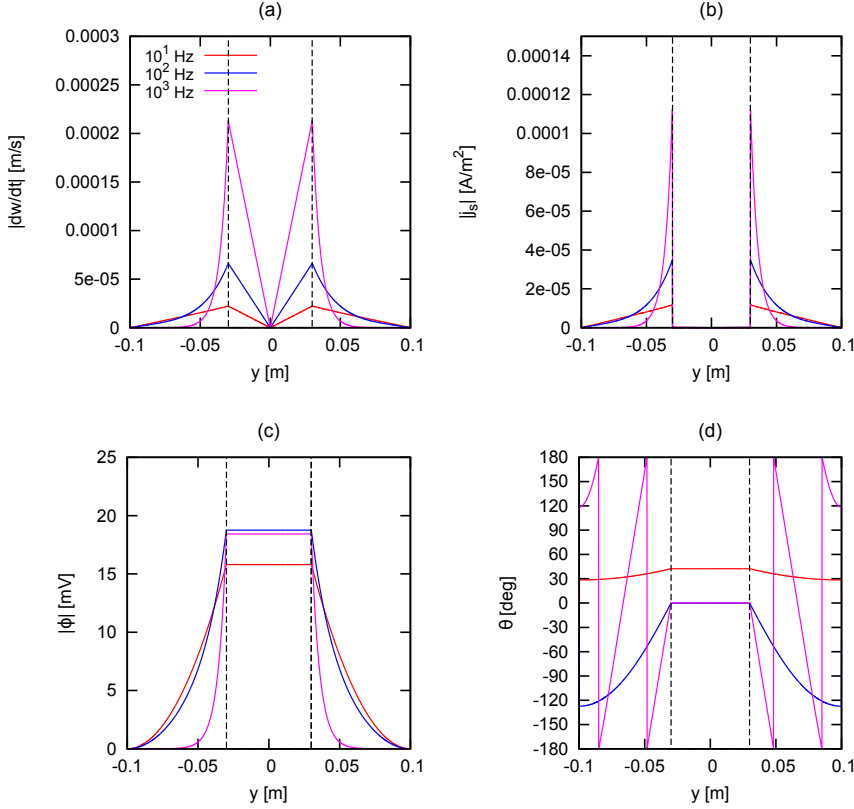 (a)
|dw/dt| [m/s]
0.0003
0.00025
0.0002
0.00015
0.0001
5e-05
0
10¹ Hz
10² Hz
10³ Hz
-0.1 -0.05 0 0.05 0.1
y [m]
(b)
|jₛ| [A/m²]
0.00014
0.00012
0.0001
8e-05
6e-05
4e-05
2e-05
0
-0.1 -0.05 0 0.05 0.1
y [m]
(c)
|ϕ| [mV]
25
20
15
10
5
0
-0.1 -0.05 0 0.05 0.1
y [m]
(d)
θ [deg]
180
150
120
90
60
30
0
-30
-60
-90
-120
-150
-180
-0.1 -0.05 0 0.05 0.1
y [m]